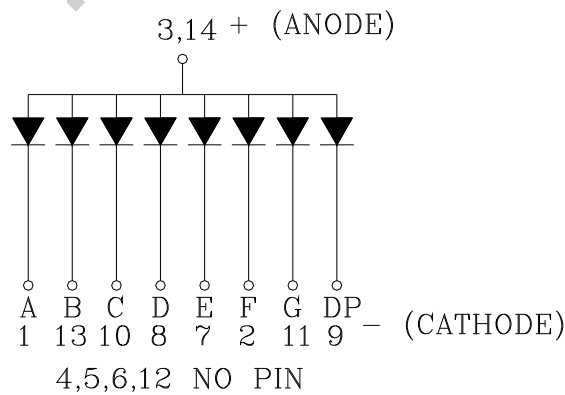 3,14 + (ANODE)
A B C D E F G DP
1 13 10 8 7 2 11 9 - (CATHODE)
4,5,6,12 NO PIN